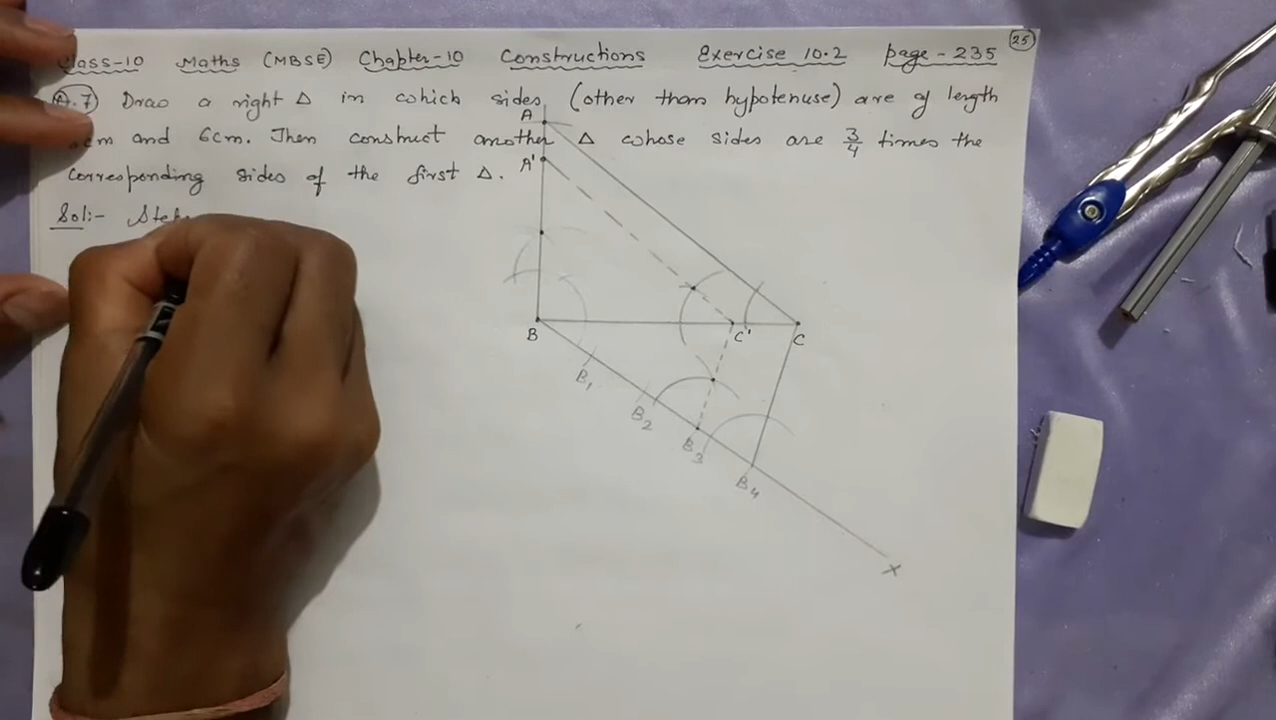 Class-10 Maths (MBSE) Chapter-10 Constructions Exercise 10.2 page - 235 25
Q.7) Draw a right Δ in which sides (other than hypotenuse) are of length
cm and 6cm. Then construct another Δ whose sides are 3/4 times the
corresponding sides of the first Δ.
Sol:- Step
A
A'
B
C'
C
B1
B2
B3
B4
X